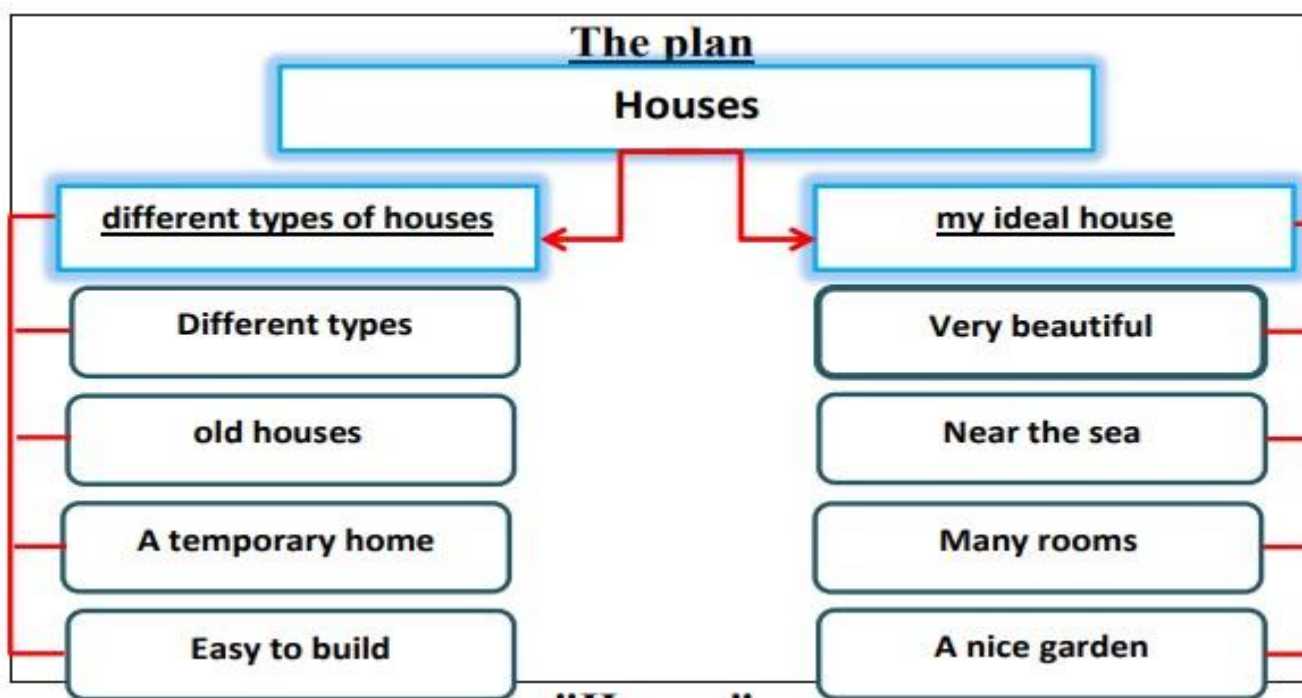 The plan
Houses
different types of houses
my ideal house
Different types
Very beautiful
old houses
Near the sea
A temporary home
Many rooms
Easy to build
A nice garden